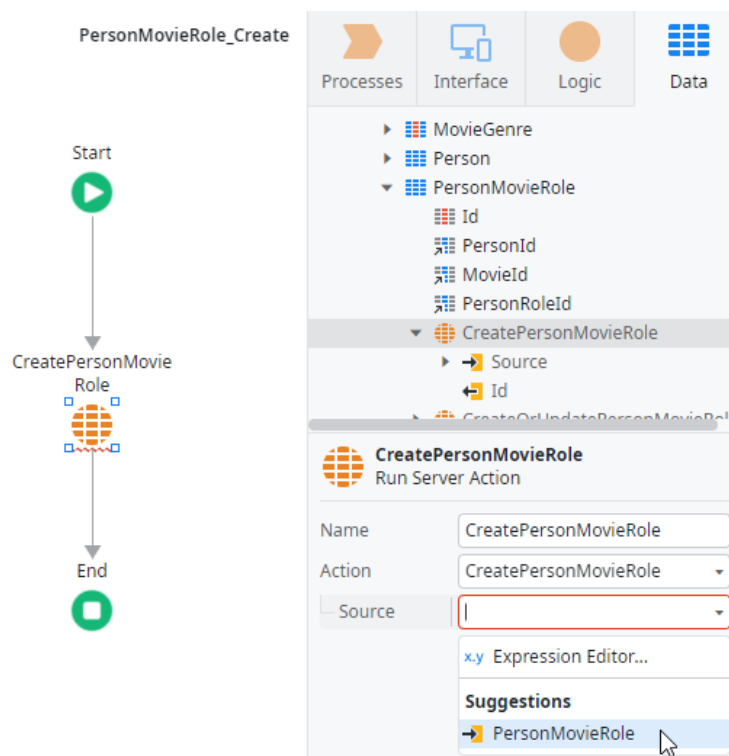 PersonMovieRole_Create
Processes
Interface
Logic
Data
MovieGenre
Person
PersonMovieRole
Id
PersonId
MovieId
PersonRoleId
CreatePersonMovieRole
Source
Id
CreateOrUpdatePersonMovieRol
Start
CreatePersonMovie
Role
End
CreatePersonMovieRole
Run Server Action
Name CreatePersonMovieRole
Action CreatePersonMovieRole
Source
x.y Expression Editor...
Suggestions
PersonMovieRole